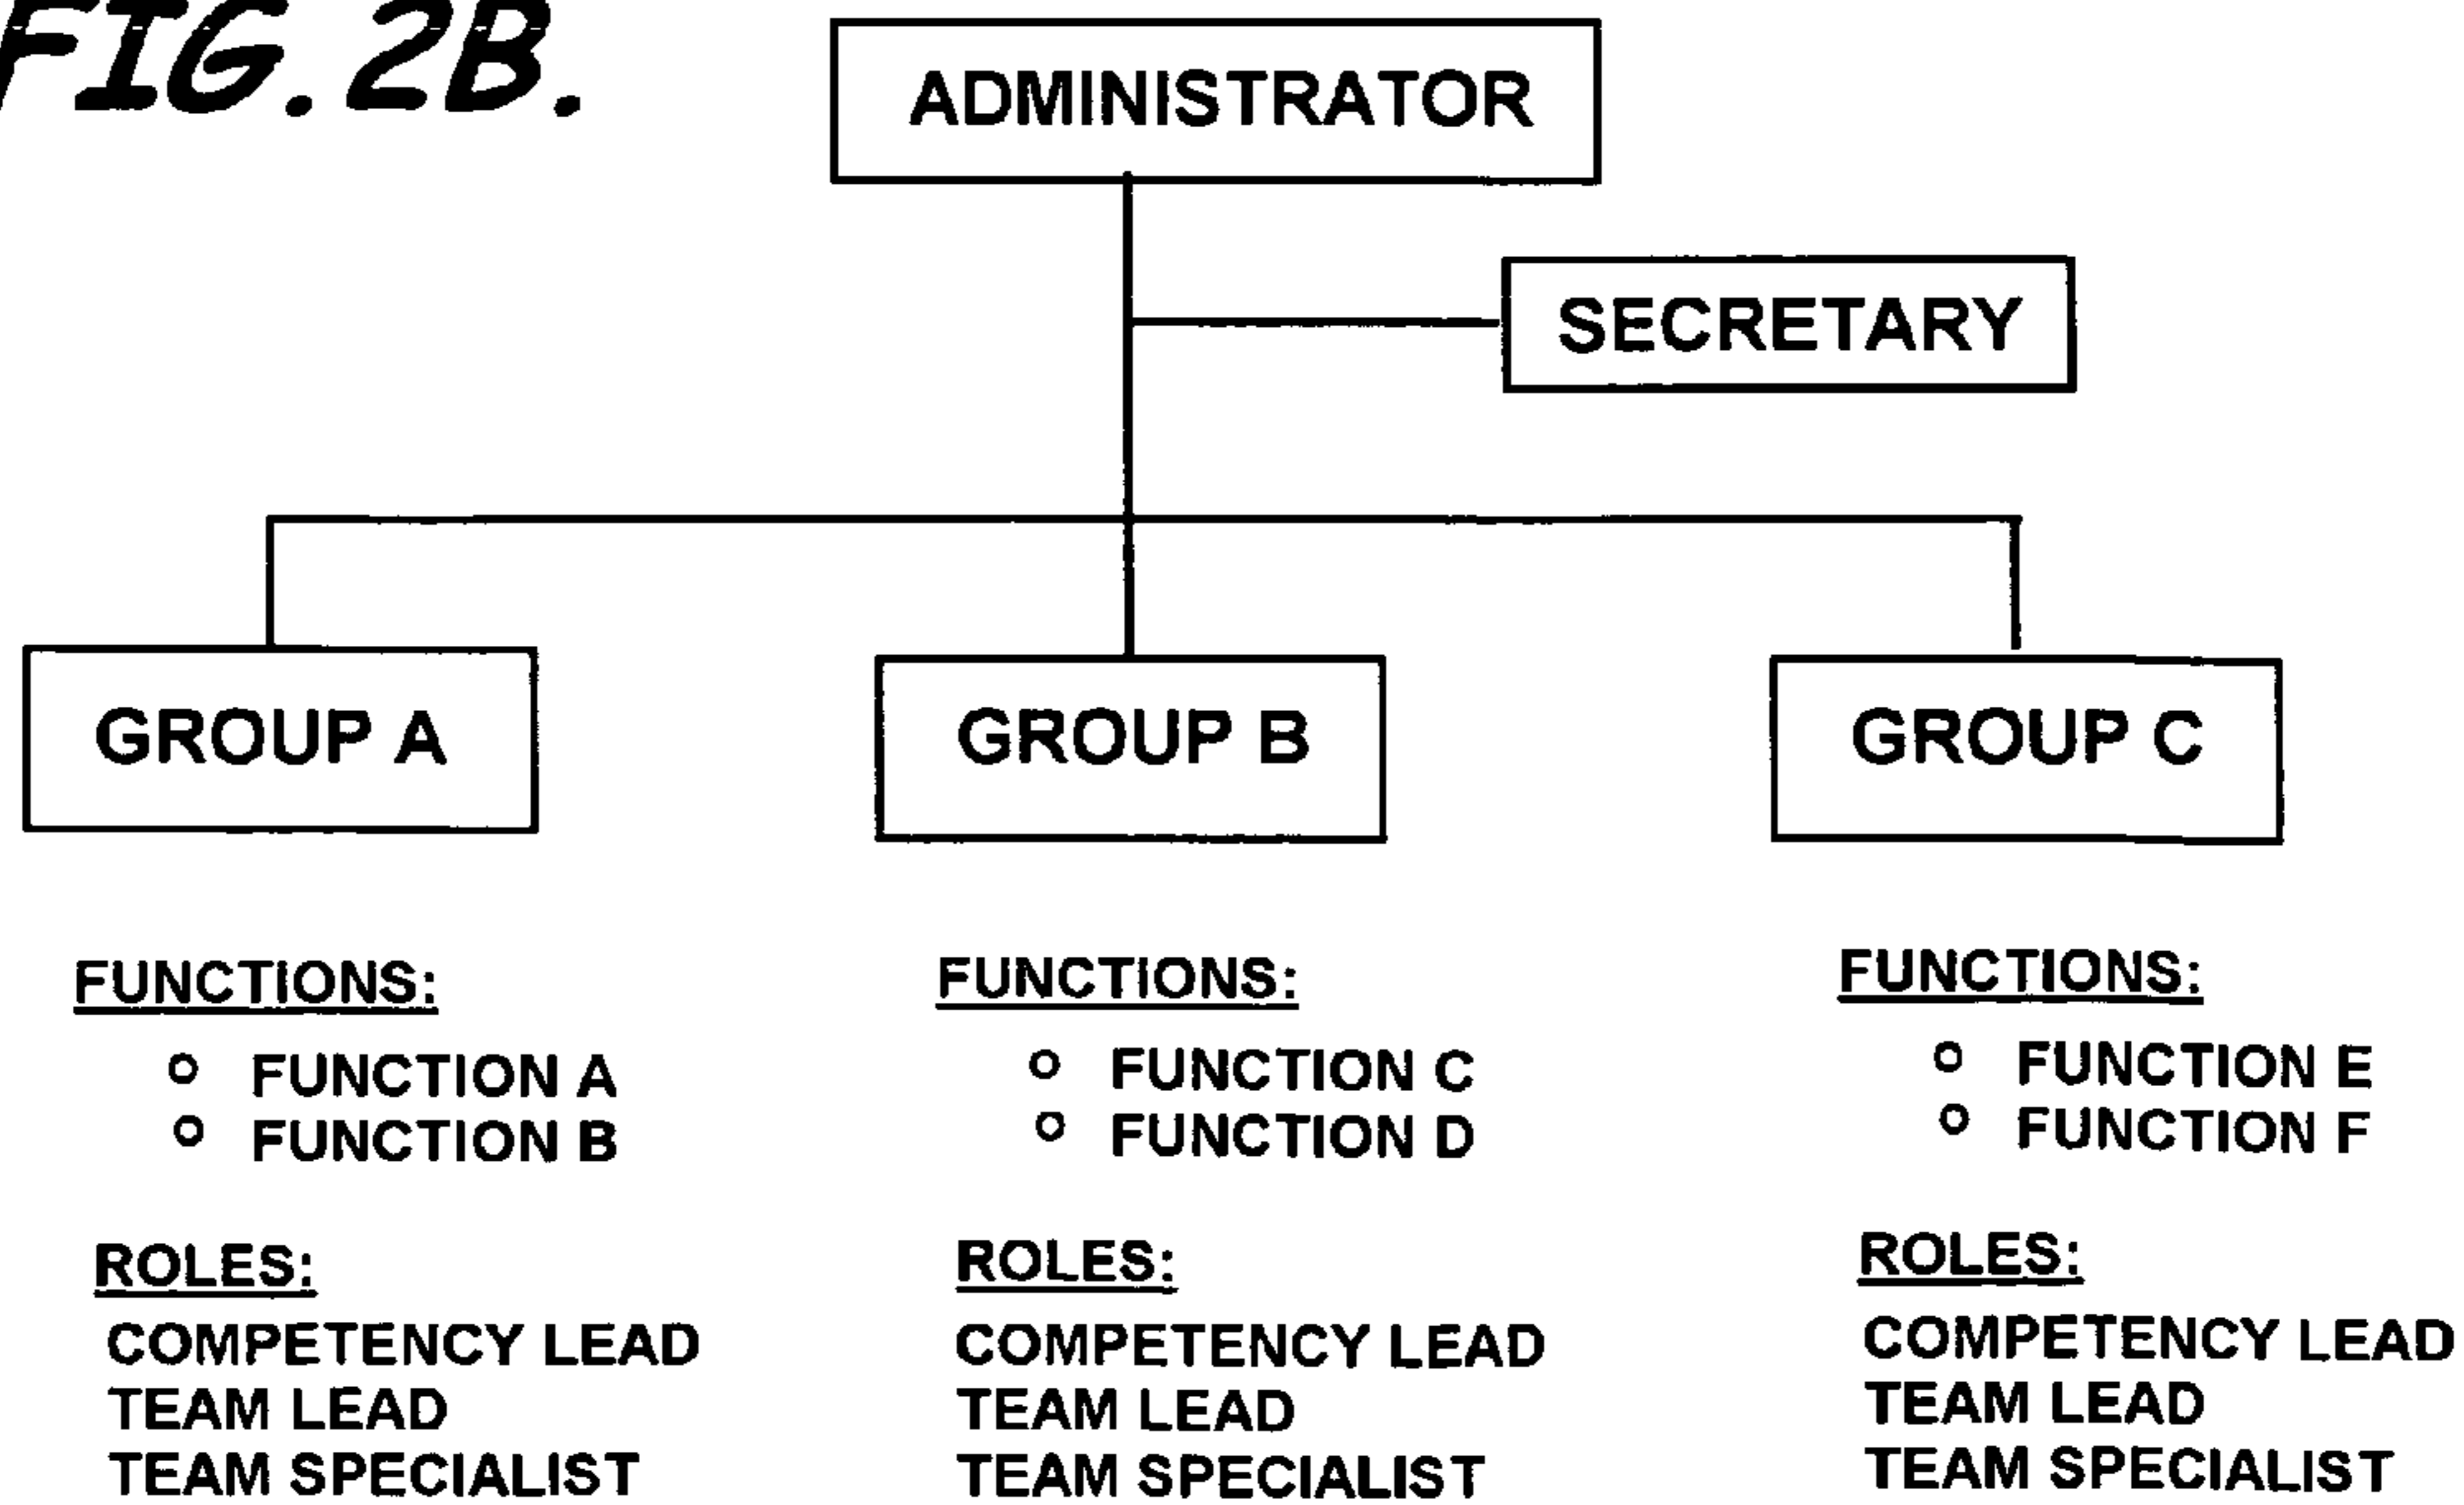 FIG. 2B.
ADMINISTRATOR
SECRETARY
GROUP A
GROUP B
GROUP C
FUNCTIONS:
FUNCTION A
FUNCTION B
ROLES:
COMPETENCY LEAD
TEAM LEAD
TEAM SPECIALIST
FUNCTIONS:
FUNCTION C
FUNCTION D
ROLES:
COMPETENCY LEAD
TEAM LEAD
TEAM SPECIALIST
FUNCTIONS:
FUNCTION E
FUNCTION F
ROLES:
COMPETENCY LEAD
TEAM LEAD
TEAM SPECIALIST